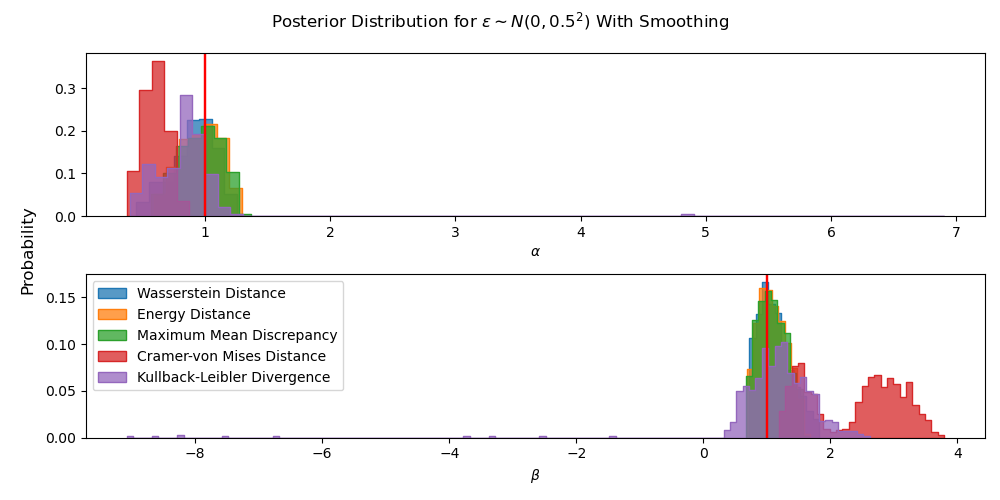 Posterior Distribution for ε ~ N(0, 0.5²) With Smoothing
0.3
0.2
0.1
0.0
1 2 3 4 5 6 7
α
Probability
0.15
0.10
0.05
0.00
Wasserstein Distance
Energy Distance
Maximum Mean Discrepancy
Cramer-von Mises Distance
Kullback-Leibler Divergence
−8 −6 −4 −2 0 2 4
β